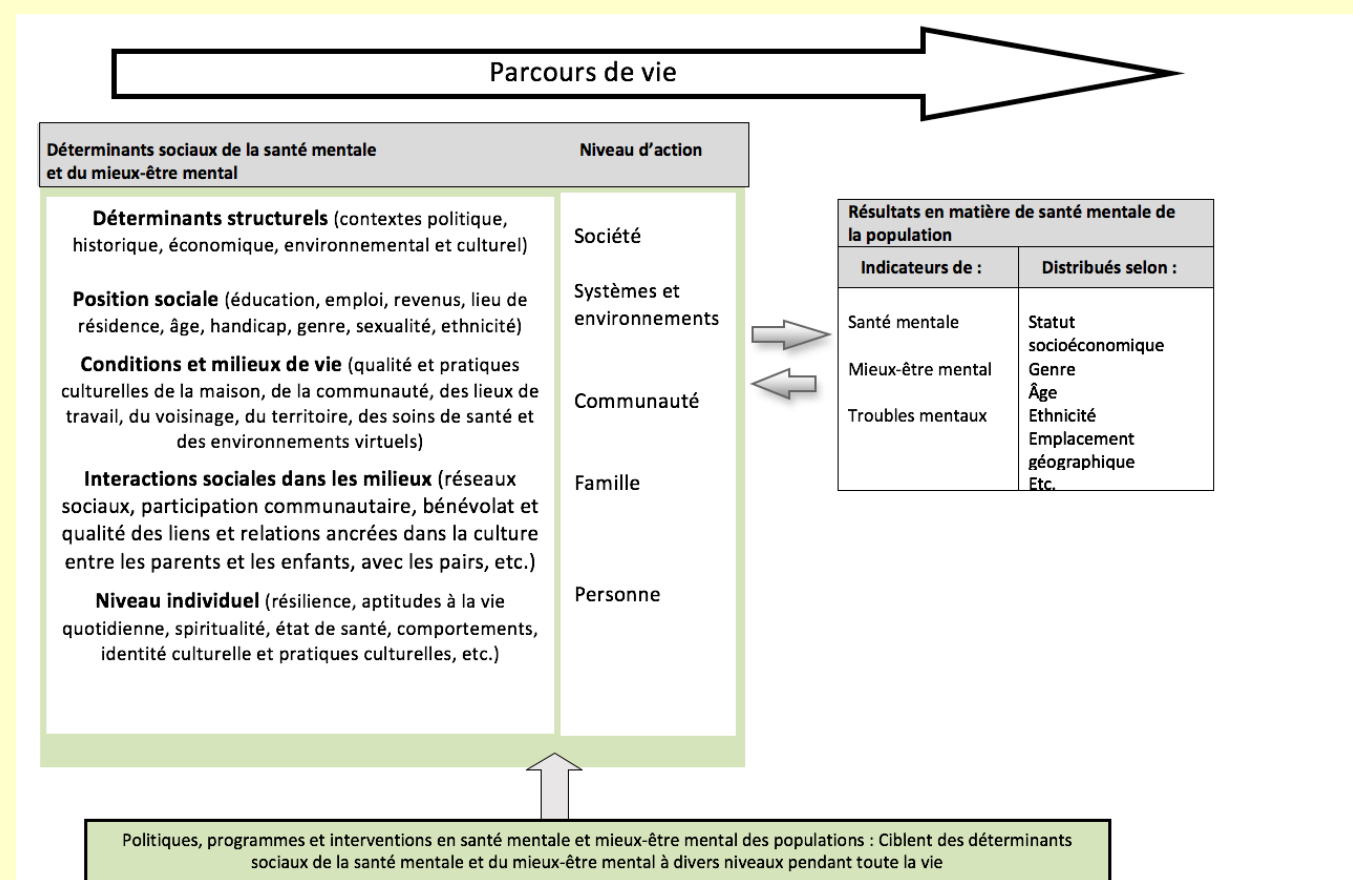 Parcours de vie
Déterminants sociaux de la santé mentale
et du mieux-être mental
Niveau d’action
Déterminants structurels (contextes politique,
historique, économique, environnemental et culturel)
Position sociale (éducation, emploi, revenus, lieu de
résidence, âge, handicap, genre, sexualité, ethnicité)
Conditions et milieux de vie (qualité et pratiques
culturelles de la maison, de la communauté, des lieux de
travail, du voisinage, du territoire, des soins de santé et
des environnements virtuels)
Interactions sociales dans les milieux (réseaux
sociaux, participation communautaire, bénévolat et
qualité des liens et relations ancrées dans la culture
entre les parents et les enfants, avec les pairs, etc.)
Niveau individuel (résilience, aptitudes à la vie
quotidienne, spiritualité, état de santé, comportements,
identité culturelle et pratiques culturelles, etc.)
Société
Systèmes et
environnements
Communauté
Famille
Personne
Résultats en matière de santé mentale de
la population
Indicateurs de :
Distribués selon :
Santé mentale
Mieux-être mental
Troubles mentaux
Statut
socioéconomique
Genre
Âge
Ethnicité
Emplacement
géographique
Etc.
Politiques, programmes et interventions en santé mentale et mieux-être mental des populations : Ciblent des déterminants
sociaux de la santé mentale et du mieux-être mental à divers niveaux pendant toute la vie